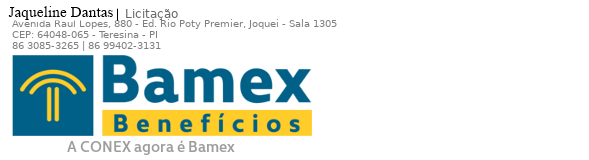 Jaqueline Dantas | Licitação
Avenida Raul Lopes, 880 - Ed. Rio Poty Premier, Joquei - Sala 1305
CEP: 64048-065 - Teresina - PI
86 3085-3265 | 86 99402-3131
Bamex
Benefícios
A CONEX agora é Bamex